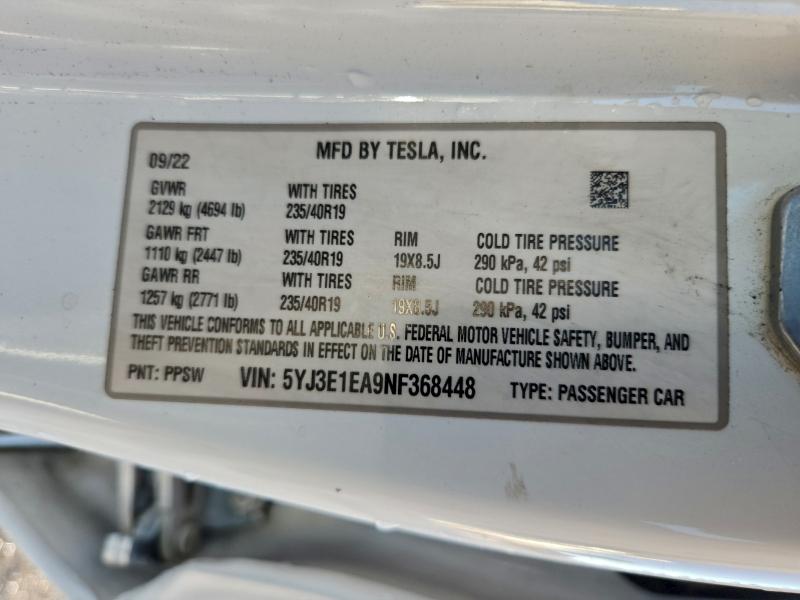 MFD BY TESLA, INC.
09/22
GVWR WITH TIRES
2129 kg (4694 lb) 235/40R19
GAWR FRT WITH TIRES RIM COLD TIRE PRESSURE
1110 kg (2447 lb) 235/40R19 19X8.5J 290 kPa, 42 psi
GAWR RR WITH TIRES RIM COLD TIRE PRESSURE
1257 kg (2771 lb) 235/40R19 19X8.5J 290 kPa, 42 psi
THIS VEHICLE CONFORMS TO ALL APPLICABLE U.S. FEDERAL MOTOR VEHICLE SAFETY, BUMPER, AND
THEFT PREVENTION STANDARDS IN EFFECT ON THE DATE OF MANUFACTURE SHOWN ABOVE.
PNT: PPSW VIN: 5YJ3E1EA9NF368448 TYPE: PASSENGER CAR